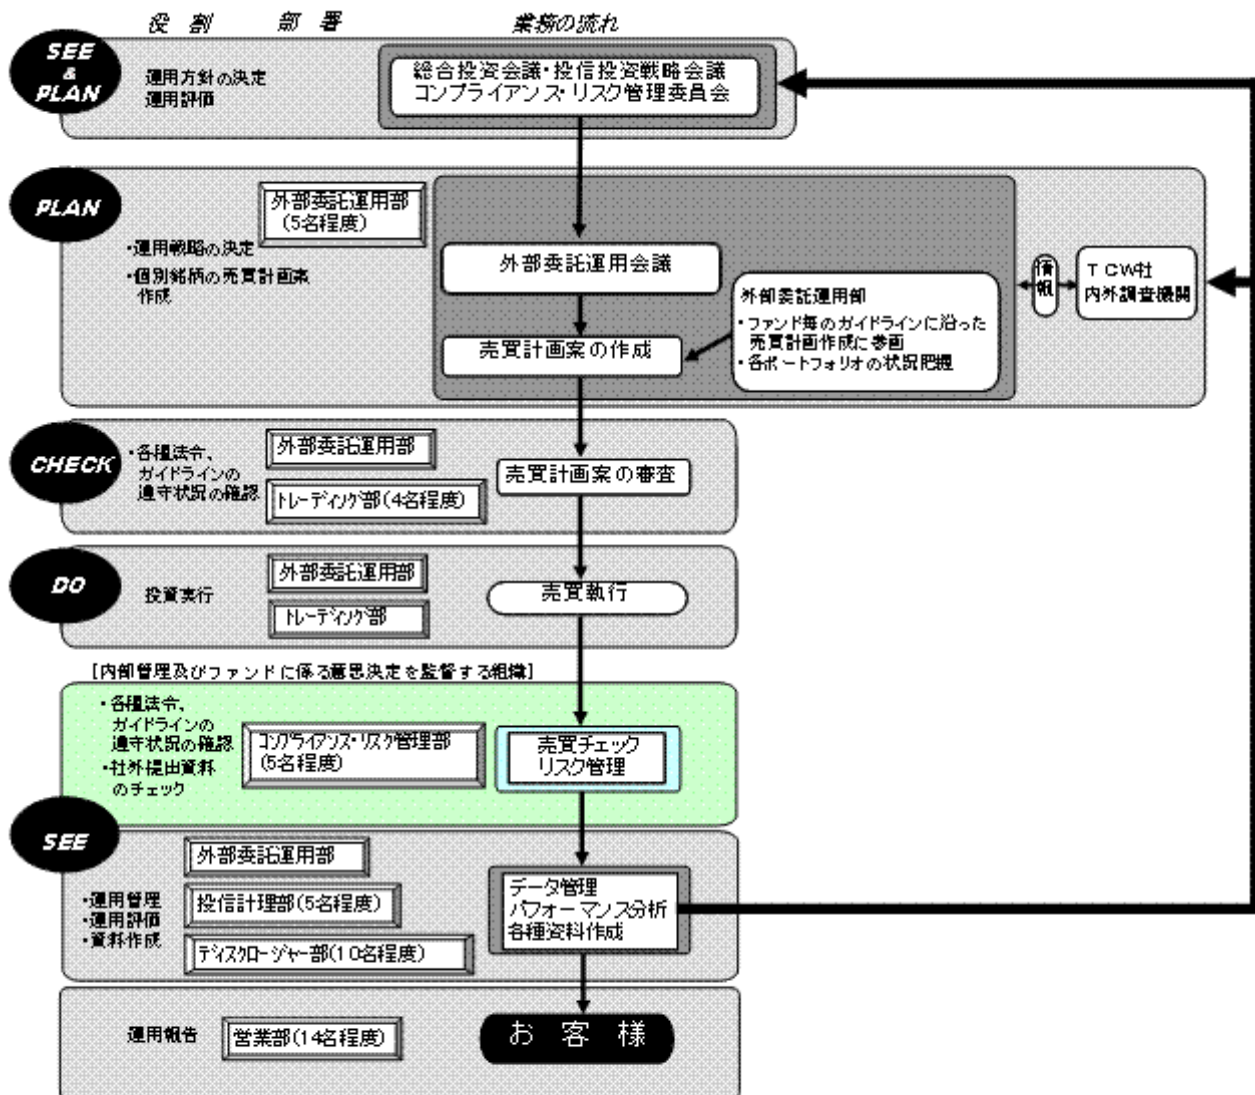 役 割 部 署 業務の流れ
SEE
&
PLAN
運用方針の決定
運用評価
総合投資会議・投信投資戦略会議
コンプライアンス・リスク管理委員会
PLAN
外部委託運用部
(5名程度)
・運用戦略の決定
・個別銘柄の売買計画案
作成
外部委託運用会議
売買計画案の作成
外部委託運用部
・ファンド毎のガイドラインに沿った
売買計画作成に参画
・各ポートフォリオの状況把握
情報
TCW社
内外調査機関
CHECK
・各種法令、
ガイドラインの
遵守状況の確認
外部委託運用部
トレーディング部(4名程度)
売買計画案の審査
DO
投資実行
外部委託運用部
トレーディング部
売買執行
[内部管理及びファンドに係る意思決定を監督する組織]
・各種法令、
ガイドラインの
遵守状況の確認
・社外提出資料
のチェック
コンプライアンス・リスク管理部
(5名程度)
売買チェック
リスク管理
SEE
・運用管理
・運用評価
・資料作成
外部委託運用部
投信計理部(5名程度)
ディスクロージャー部(10名程度)
データ管理
パフォーマンス分析
各種資料作成
運用報告
営業部(14名程度)
お 客 様